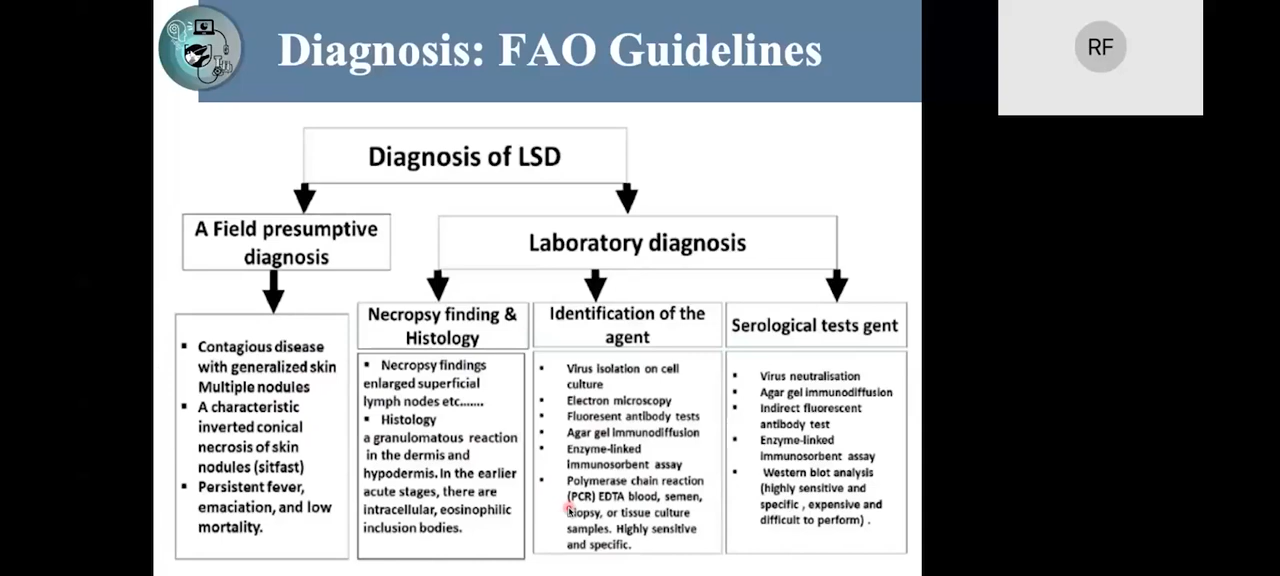 Diagnosis: FAO Guidelines
RF
Diagnosis of LSD
A Field presumptive
diagnosis
Laboratory diagnosis
Necropsy finding &
Histology
Identification of the
agent
Serological tests gent
▪ Contagious disease
with generalized skin
Multiple nodules
▪ A characteristic
inverted conical
necrosis of skin
nodules (sitfast)
▪ Persistent fever,
emaciation, and low
mortality.
▪ Necropsy findings
enlarged superficial
lymph nodes etc.......
▪ Histology
a granulomatous reaction
in the dermis and
hypodermis. In the earlier
acute stages, there are
intracellular, eosinophilic
inclusion bodies.
▪ Virus isolation on cell
culture
▪ Electron microscopy
▪ Fluoresent antibody tests
▪ Agar gel immunodiffusion
▪ Enzyme-linked
immunosorbent assay
▪ Polymerase chain reaction
(PCR) EDTA blood, semen,
biopsy, or tissue culture
samples. Highly sensitive
and specific.
▪ Virus neutralisation
▪ Agar gel immunodiffusion
▪ Indirect fluorescent
antibody test
▪ Enzyme-linked
immunosorbent assay
▪ Western blot analysis
(highly sensitive and
specific , expensive and
difficult to perform) .